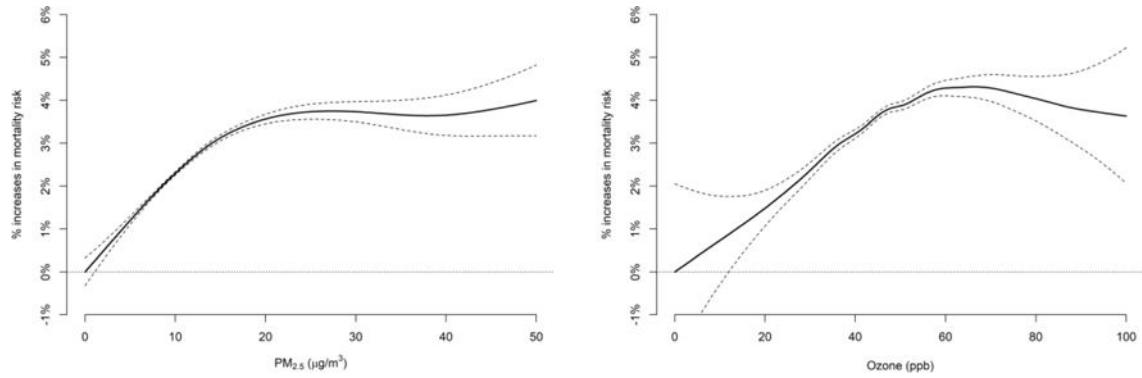 % increases in mortality risk
6%
5%
4%
3%
2%
1%
0%
-1%
0 10 20 30 40 50
PM2.5 (μg/m3)
% increases in mortality risk
6%
5%
4%
3%
2%
1%
0%
-1%
0 20 40 60 80 100
Ozone (ppb)